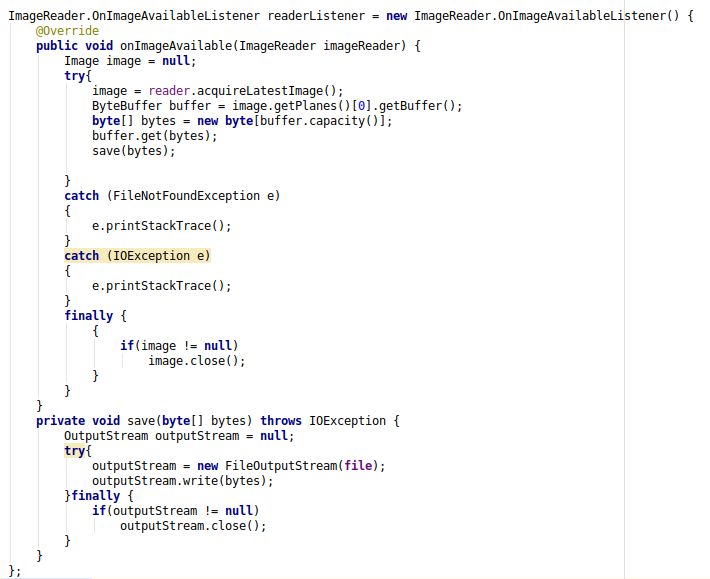 ImageReader.OnImageAvailableListener readerListener = new ImageReader.OnImageAvailableListener() {
    @Override
    public void onImageAvailable(ImageReader imageReader) {
        Image image = null;
        try{
            image = reader.acquireLatestImage();
            ByteBuffer buffer = image.getPlanes()[0].getBuffer();
            byte[] bytes = new byte[buffer.capacity()];
            buffer.get(bytes);
            save(bytes);

        }
        catch (FileNotFoundException e)
        {
            e.printStackTrace();
        }
        catch (IOException e)
        {
            e.printStackTrace();
        }
        finally {
            {
                if(image != null)
                    image.close();
            }
        }
    }
    private void save(byte[] bytes) throws IOException {
        OutputStream outputStream = null;
        try{
            outputStream = new FileOutputStream(file);
            outputStream.write(bytes);
        }finally {
            if(outputStream != null)
                outputStream.close();
        }
    }
};